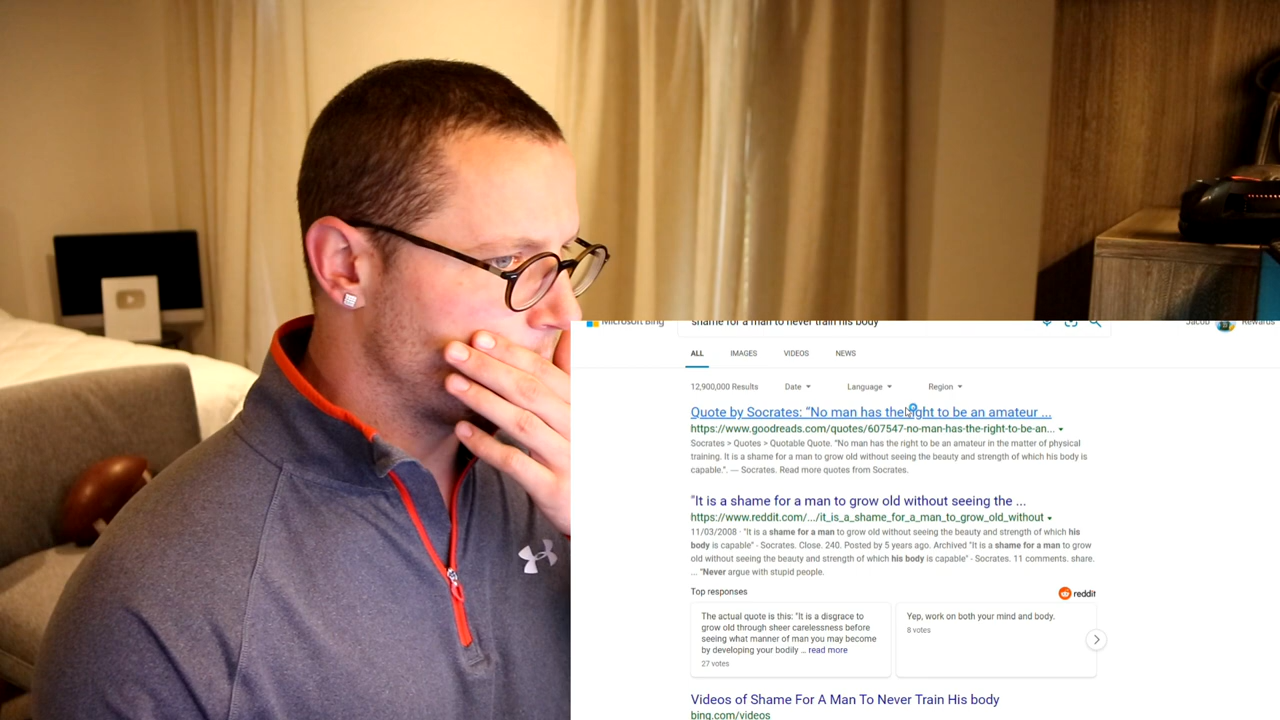 Microsoft Bing
shame for a man to never train his body
Jacob
Rewards
ALL IMAGES VIDEOS NEWS
12,900,000 Results Date Language Region
Quote by Socrates: "No man has the right to be an amateur ...
https://www.goodreads.com/quotes/607547-no-man-has-the-right-to-be-an...
Socrates > Quotes > Quotable Quote. "No man has the right to be an amateur in the matter of physical
training. It is a shame for a man to grow old without seeing the beauty and strength of which his body is
capable.". — Socrates. Read more quotes from Socrates.
"It is a shame for a man to grow old without seeing the ...
https://www.reddit.com/.../it_is_a_shame_for_a_man_to_grow_old_without
11/03/2008 · "It is a shame for a man to grow old without seeing the beauty and strength of which his
body is capable" - Socrates. Close. 240. Posted by 5 years ago. Archived "It is a shame for a man to grow
old without seeing the beauty and strength of which his body is capable" - Socrates. 11 comments. share.
... "Never argue with stupid people.
Top responses
reddit
The actual quote is this: "It is a disgrace to
grow old through sheer carelessness before
seeing what manner of man you may become
by developing your bodily ... read more
27 votes
Yep, work on both your mind and body.
8 votes
Videos of Shame For A Man To Never Train His body
bing.com/videos